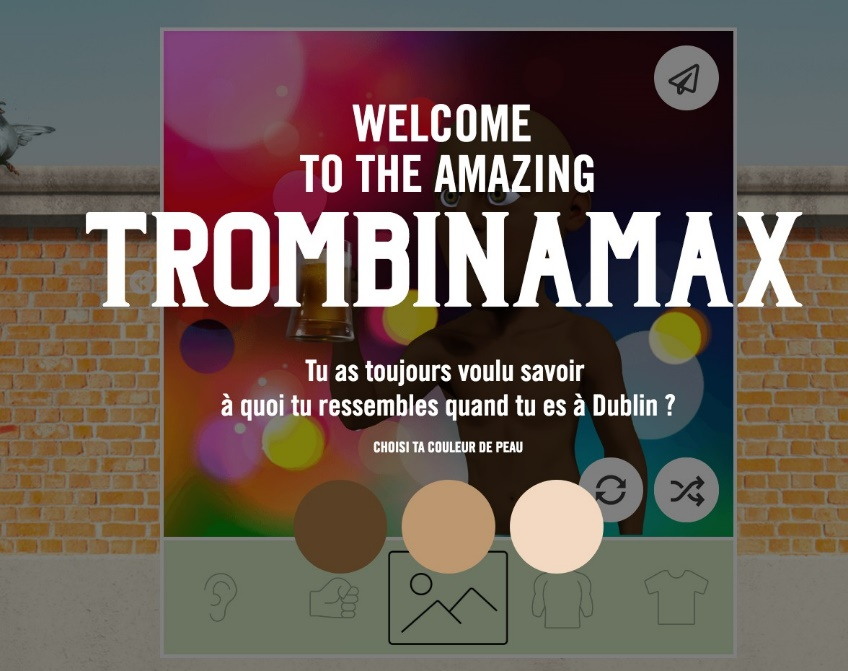 WELCOME
TO THE AMAZING
TROMBINAMAX
Tu as toujours voulu savoir
à quoi tu ressembles quand tu es à Dublin ?
CHOISI TA COULEUR DE PEAU